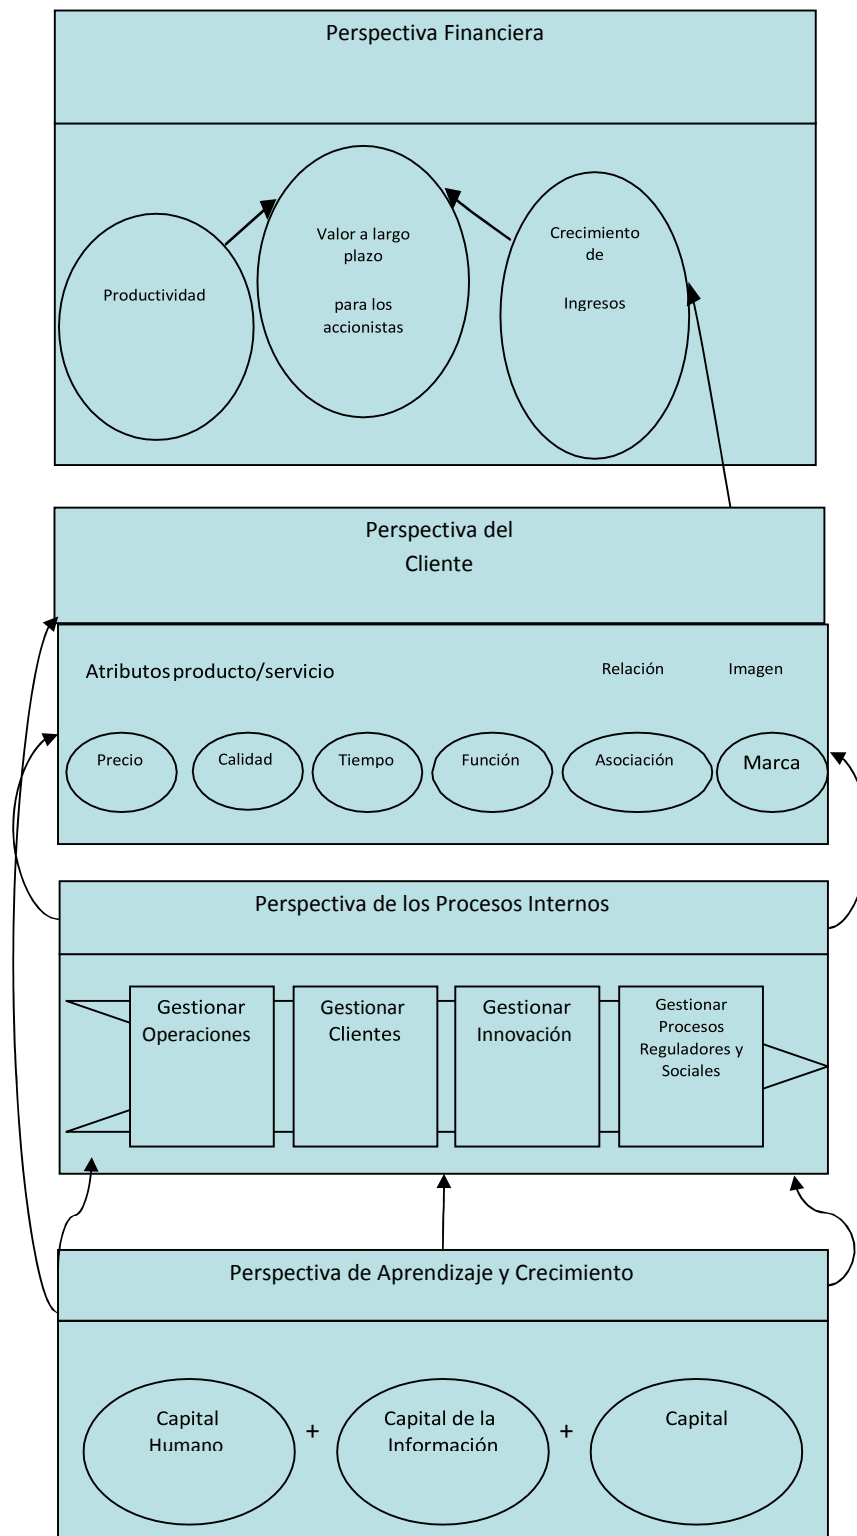 Perspectiva Financiera
Productividad
Valor a largo
plazo
para los
accionistas
Crecimiento
de
Ingresos
Perspectiva del
Cliente
Atributos producto/servicio
Relación
Imagen
Precio
Calidad
Tiempo
Función
Asociación
Marca
Perspectiva de los Procesos Internos
Gestionar
Operaciones
Gestionar
Clientes
Gestionar
Innovación
Gestionar
Procesos
Reguladores y
Sociales
Perspectiva de Aprendizaje y Crecimiento
Capital
Humano
+
Capital de la
Información
+
Capital